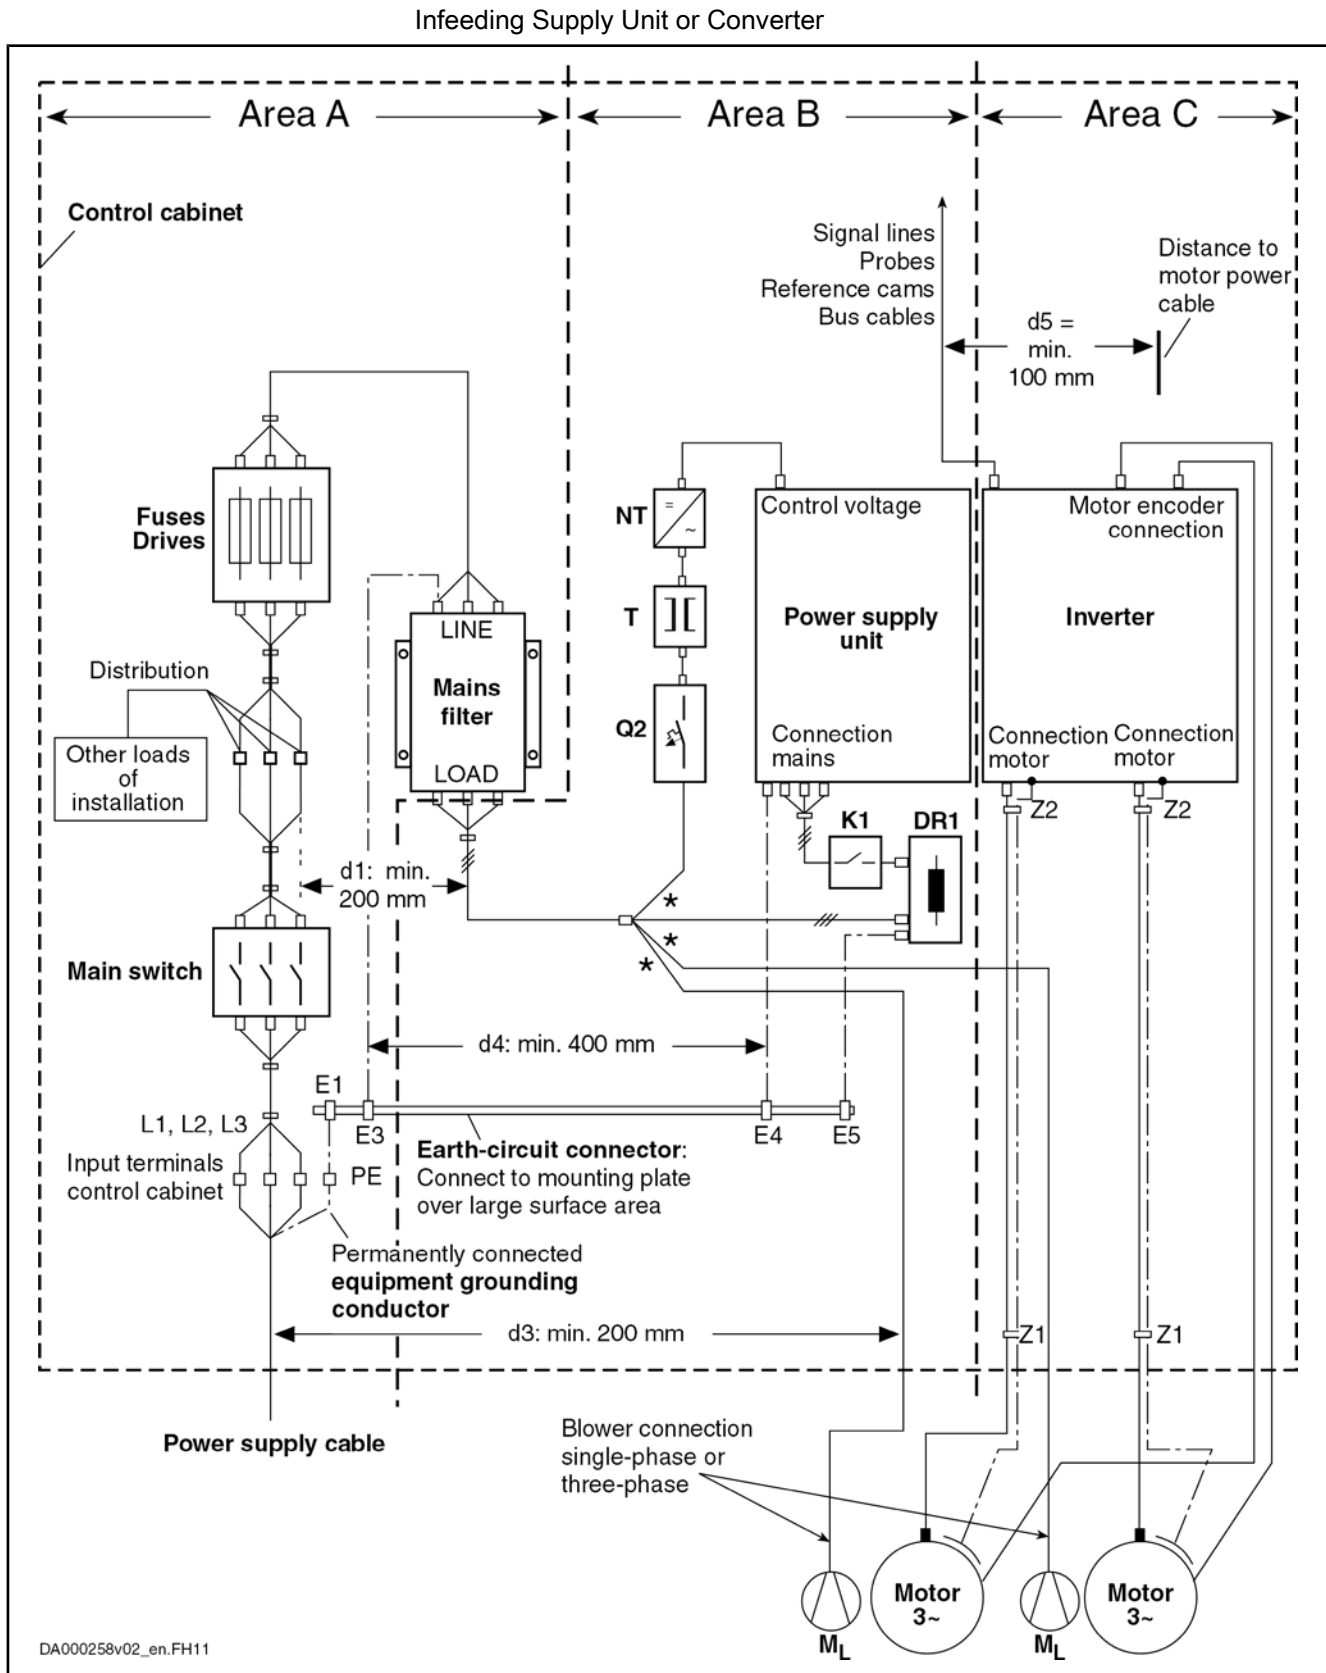 Infeeding Supply Unit or Converter
Area A
Area B
Area C
Control cabinet
Signal lines
Probes
Reference cams
Bus cables
Distance to
motor power
cable
d5 =
min.
100 mm
Fuses
Drives
NT
=
~
Control voltage
Motor encoder
connection
LINE
T
Power supply
unit
Inverter
Distribution
Mains
filter
Q2
Other loads
of
installation
Connection
mains
Connection
motor
Connection
motor
LOAD
Z2
Z2
K1
DR1
d1: min.
200 mm
*
*
*
Main switch
d4: min. 400 mm
E1
L1, L2, L3
E3
E4
E5
Earth-circuit connector:
Connect to mounting plate
over large surface area
Input terminals
control cabinet
PE
Permanently connected
equipment grounding
conductor
d3: min. 200 mm
Z1
Z1
Power supply cable
Blower connection
single-phase or
three-phase
Motor
3~
Motor
3~
ML
ML
DA000258v02_en.FH11